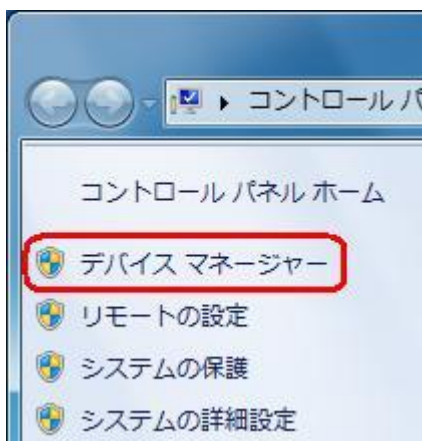 コントロール パ
コントロール パネル ホーム
デバイス マネージャー
リモートの設定
システムの保護
システムの詳細設定